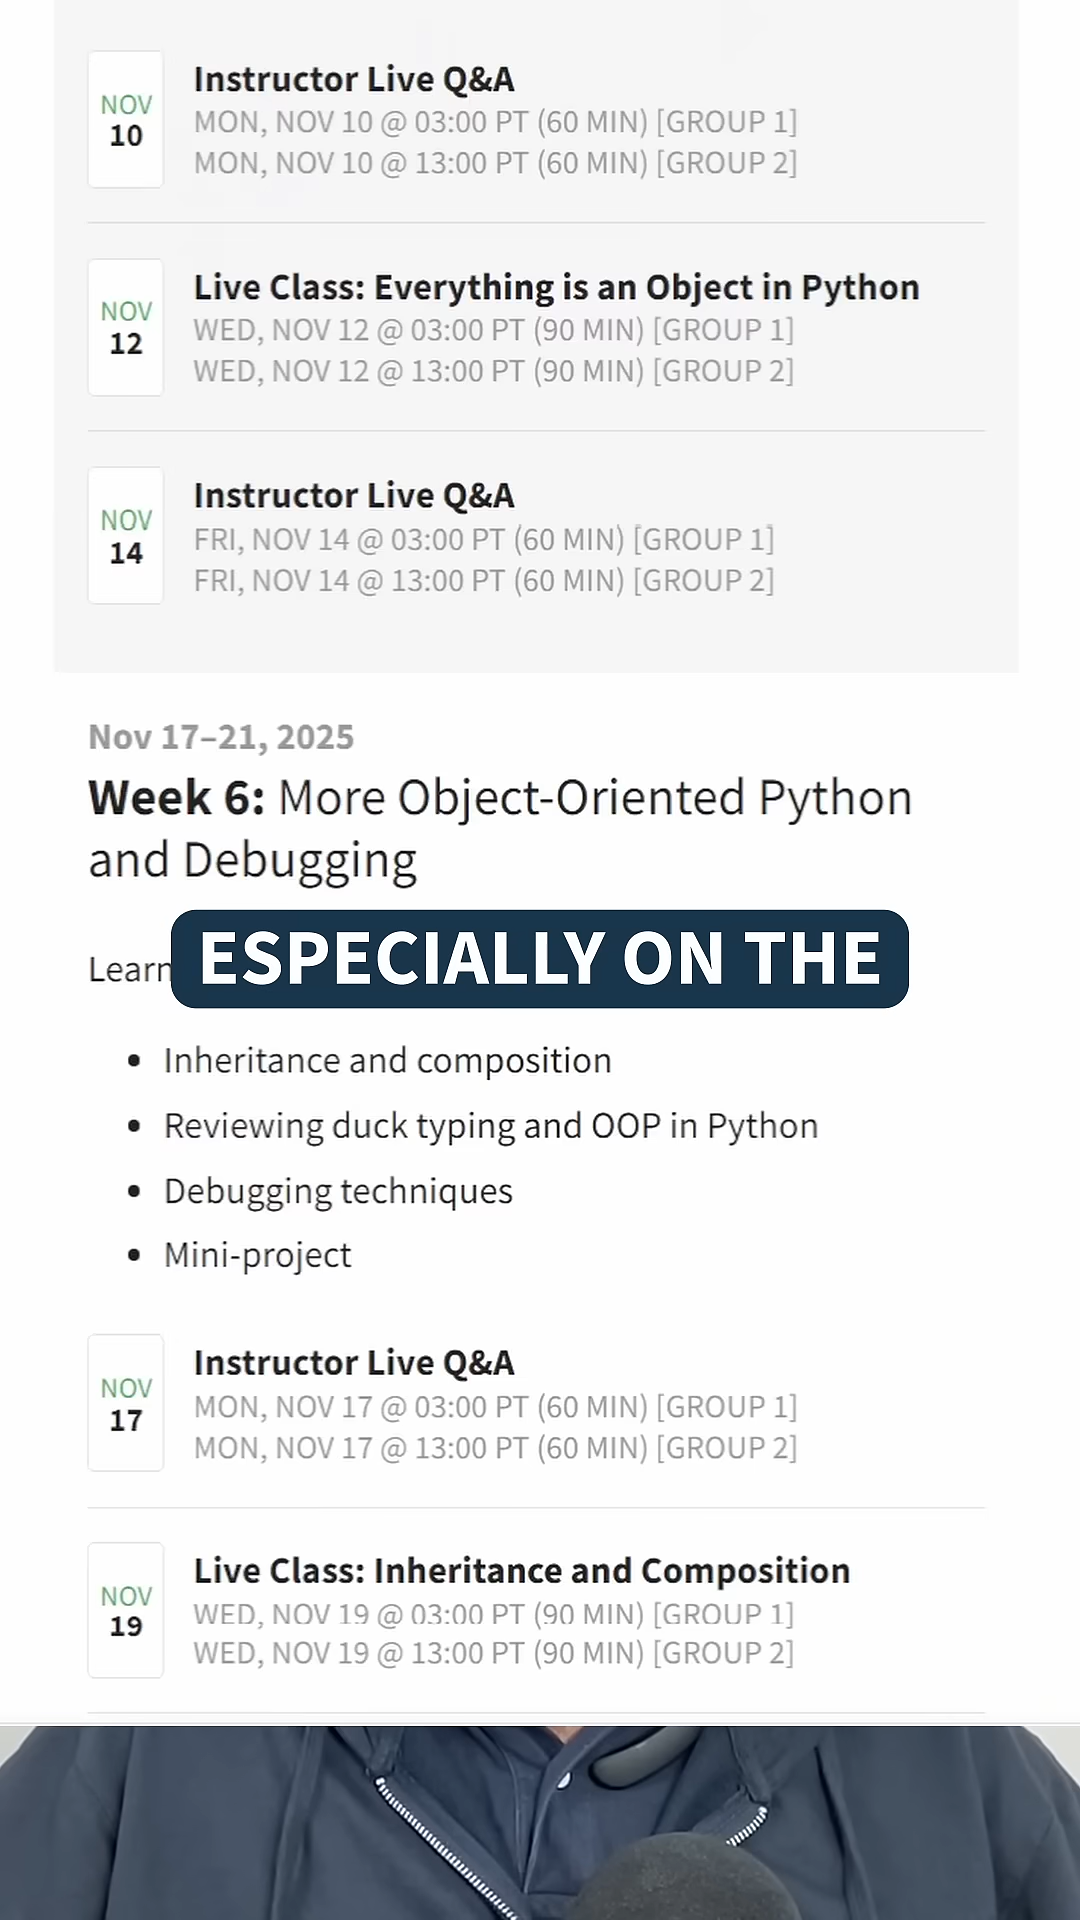 NOV
10
Instructor Live Q&A
MON, NOV 10 @ 03:00 PT (60 MIN) [GROUP 1]
MON, NOV 10 @ 13:00 PT (60 MIN) [GROUP 2]
NOV
12
Live Class: Everything is an Object in Python
WED, NOV 12 @ 03:00 PT (90 MIN) [GROUP 1]
WED, NOV 12 @ 13:00 PT (90 MIN) [GROUP 2]
NOV
14
Instructor Live Q&A
FRI, NOV 14 @ 03:00 PT (60 MIN) [GROUP 1]
FRI, NOV 14 @ 13:00 PT (60 MIN) [GROUP 2]
Nov 17–21, 2025
Week 6: More Object-Oriented Python
and Debugging
Learn
ESPECIALLY ON THE
• Inheritance and composition
• Reviewing duck typing and OOP in Python
• Debugging techniques
• Mini-project
NOV
17
Instructor Live Q&A
MON, NOV 17 @ 03:00 PT (60 MIN) [GROUP 1]
MON, NOV 17 @ 13:00 PT (60 MIN) [GROUP 2]
NOV
19
Live Class: Inheritance and Composition
WED, NOV 19 @ 03:00 PT (90 MIN) [GROUP 1]
WED, NOV 19 @ 13:00 PT (90 MIN) [GROUP 2]